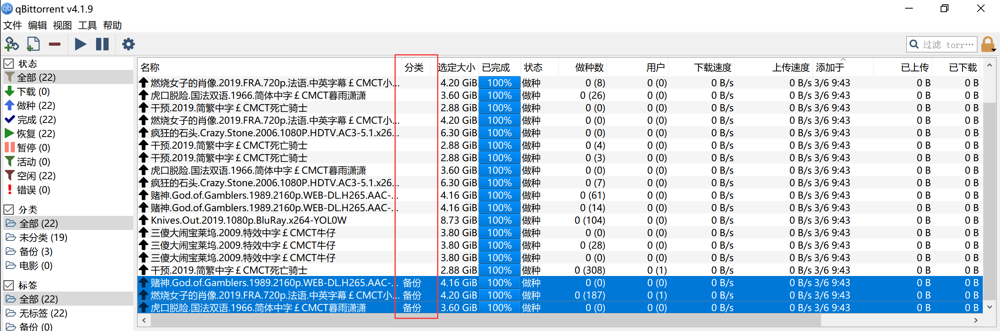 qBittorrent v4.1.9
文件 编辑 视图 工具 帮助
过滤 torr…
状态
全部 (22)
下载 (0)
做种 (22)
完成 (22)
恢复 (22)
暂停 (0)
活动 (0)
空闲 (22)
错误 (0)
分类
全部 (22)
未分类 (19)
备份 (3)
电影 (0)
标签
全部 (22)
无标签 (22)
备份 (0)
名称 分类 选定大小 已完成 状态 做种数 用户 下载速度 上传速度 添加于 已上传 已下载
燃烧女子的肖像.2019.FRA.720p.法语.中英字幕￡CMCT小... 4.20 GiB 100% 做种 0 (8) 0 (0) 0 B/s 0 B/s 3/6 9:43 0 B 0 B
虎口脱险.国法双语.1966.简体中字￡CMCT暮雨潇潇 3.60 GiB 100% 做种 0 (26) 0 (0) 0 B/s 0 B/s 3/6 9:43 0 B 0 B
干预.2019.简繁中字￡CMCT死亡骑士 2.88 GiB 100% 做种 0 (0) 0 (0) 0 B/s 0 B/s 3/6 9:43 0 B 0 B
燃烧女子的肖像.2019.FRA.720p.法语.中英字幕￡CMCT小... 4.20 GiB 100% 做种 0 (0) 0 (0) 0 B/s 0 B/s 3/6 9:43 0 B 0 B
疯狂的石头.Crazy.Stone.2006.1080P.HDTV.AC3-5.1.x26... 6.30 GiB 100% 做种 0 (0) 0 (0) 0 B/s 0 B/s 3/6 9:43 0 B 0 B
干预.2019.简繁中字￡CMCT死亡骑士 2.88 GiB 100% 做种 0 (4) 0 (0) 0 B/s 0 B/s 3/6 9:43 0 B 0 B
干预.2019.简繁中字￡CMCT死亡骑士 2.88 GiB 100% 做种 0 (3) 0 (0) 0 B/s 0 B/s 3/6 9:43 0 B 0 B
虎口脱险.国法双语.1966.简体中字￡CMCT暮雨潇潇 3.60 GiB 100% 做种 0 (0) 0 (0) 0 B/s 0 B/s 3/6 9:43 0 B 0 B
疯狂的石头.Crazy.Stone.2006.1080P.HDTV.AC3-5.1.x26... 6.30 GiB 100% 做种 0 (7) 0 (0) 0 B/s 0 B/s 3/6 9:43 0 B 0 B
赌神.God.of.Gamblers.1989.2160p.WEB-DL.H265.AAC-... 4.16 GiB 100% 做种 0 (61) 0 (0) 0 B/s 0 B/s 3/6 9:43 0 B 0 B
赌神.God.of.Gamblers.1989.2160p.WEB-DL.H265.AAC-... 4.16 GiB 100% 做种 0 (14) 0 (0) 0 B/s 0 B/s 3/6 9:43 0 B 0 B
Knives.Out.2019.1080p.BluRay.x264-YOL0W 8.73 GiB 100% 做种 0 (104) 0 (0) 0 B/s 0 B/s 3/6 9:43 0 B 0 B
三傻大闹宝莱坞.2009.特效中字￡CMCT牛仔 3.80 GiB 100% 做种 0 (0) 0 (0) 0 B/s 0 B/s 3/6 9:43 0 B 0 B
三傻大闹宝莱坞.2009.特效中字￡CMCT牛仔 3.80 GiB 100% 做种 0 (28) 0 (0) 0 B/s 0 B/s 3/6 9:43 0 B 0 B
三傻大闹宝莱坞.2009.特效中字￡CMCT牛仔 3.80 GiB 100% 做种 0 (0) 0 (0) 0 B/s 0 B/s 3/6 9:43 0 B 0 B
干预.2019.简繁中字￡CMCT死亡骑士 2.88 GiB 100% 做种 0 (308) 0 (1) 0 B/s 0 B/s 3/6 9:43 0 B 0 B
赌神.God.of.Gamblers.1989.2160p.WEB-DL.H265.AAC-... 备份 4.16 GiB 100% 做种 0 (0) 0 (0) 0 B/s 0 B/s 3/6 9:43 0 B 0 B
燃烧女子的肖像.2019.FRA.720p.法语.中英字幕￡CMCT小... 备份 4.20 GiB 100% 做种 0 (187) 0 (1) 0 B/s 0 B/s 3/6 9:43 0 B 0 B
虎口脱险.国法双语.1966.简体中字￡CMCT暮雨潇潇 备份 3.60 GiB 100% 做种 0 (0) 0 (0) 0 B/s 0 B/s 3/6 9:43 0 B 0 B